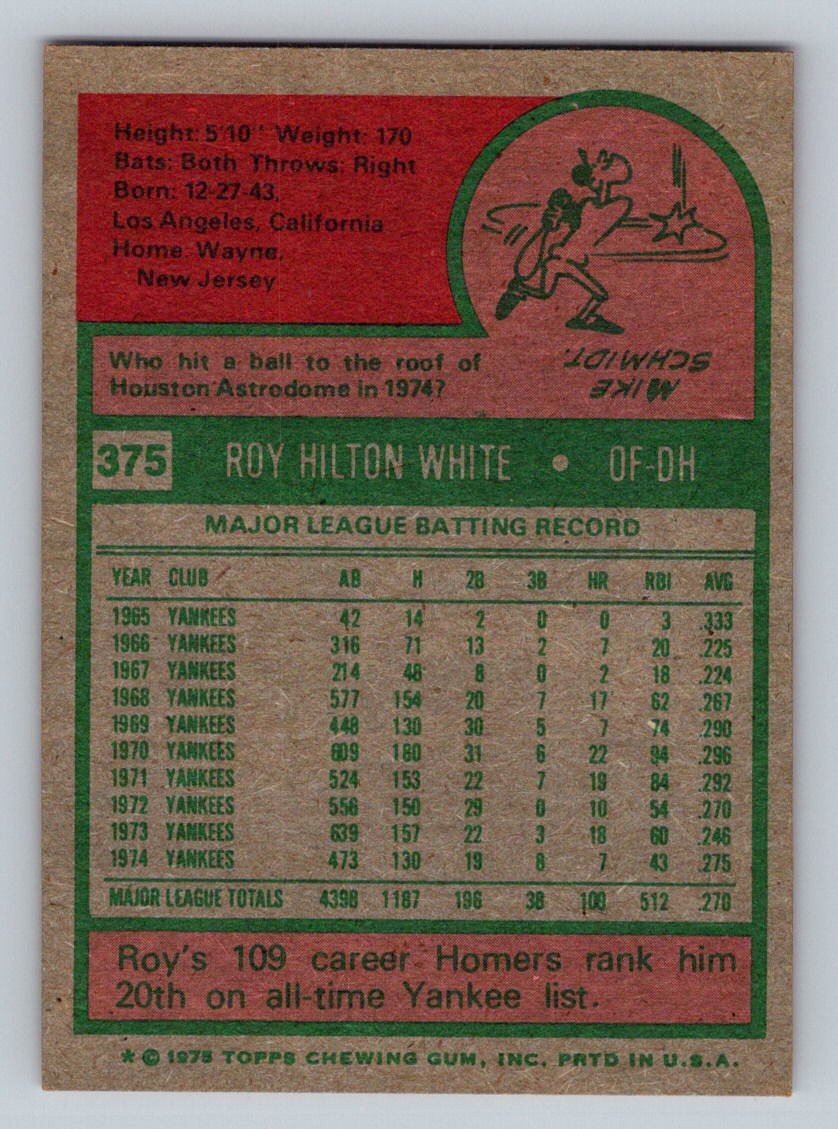 Height: 5'10" Weight: 170
Bats: Both Throws: Right
Born: 12-27-43,
Los Angeles, California
Home: Wayne,
New Jersey
Who hit a ball to the roof of
Houston Astrodome in 1974?
MIKE
SCHMIDT.
375 ROY HILTON WHITE • OF-DH
MAJOR LEAGUE BATTING RECORD
YEAR CLUB AB H 2B 3B HR RBI AVG
1965 YANKEES 42 14 2 0 0 3 .333
1966 YANKEES 316 71 13 2 7 20 .225
1967 YANKEES 214 48 8 0 2 18 .224
1968 YANKEES 577 154 20 7 17 62 .267
1969 YANKEES 448 130 30 5 7 74 .290
1970 YANKEES 609 180 31 6 22 94 .296
1971 YANKEES 524 153 22 7 19 84 .292
1972 YANKEES 556 150 29 0 10 54 .270
1973 YANKEES 639 157 22 3 18 60 .246
1974 YANKEES 473 130 19 8 7 43 .275
MAJOR LEAGUE TOTALS 4398 1187 196 38 109 512 .270
Roy's 109 career Homers rank him
20th on all-time Yankee list.
* © 1975 TOPPS CHEWING GUM, INC. PRTD IN U.S.A.